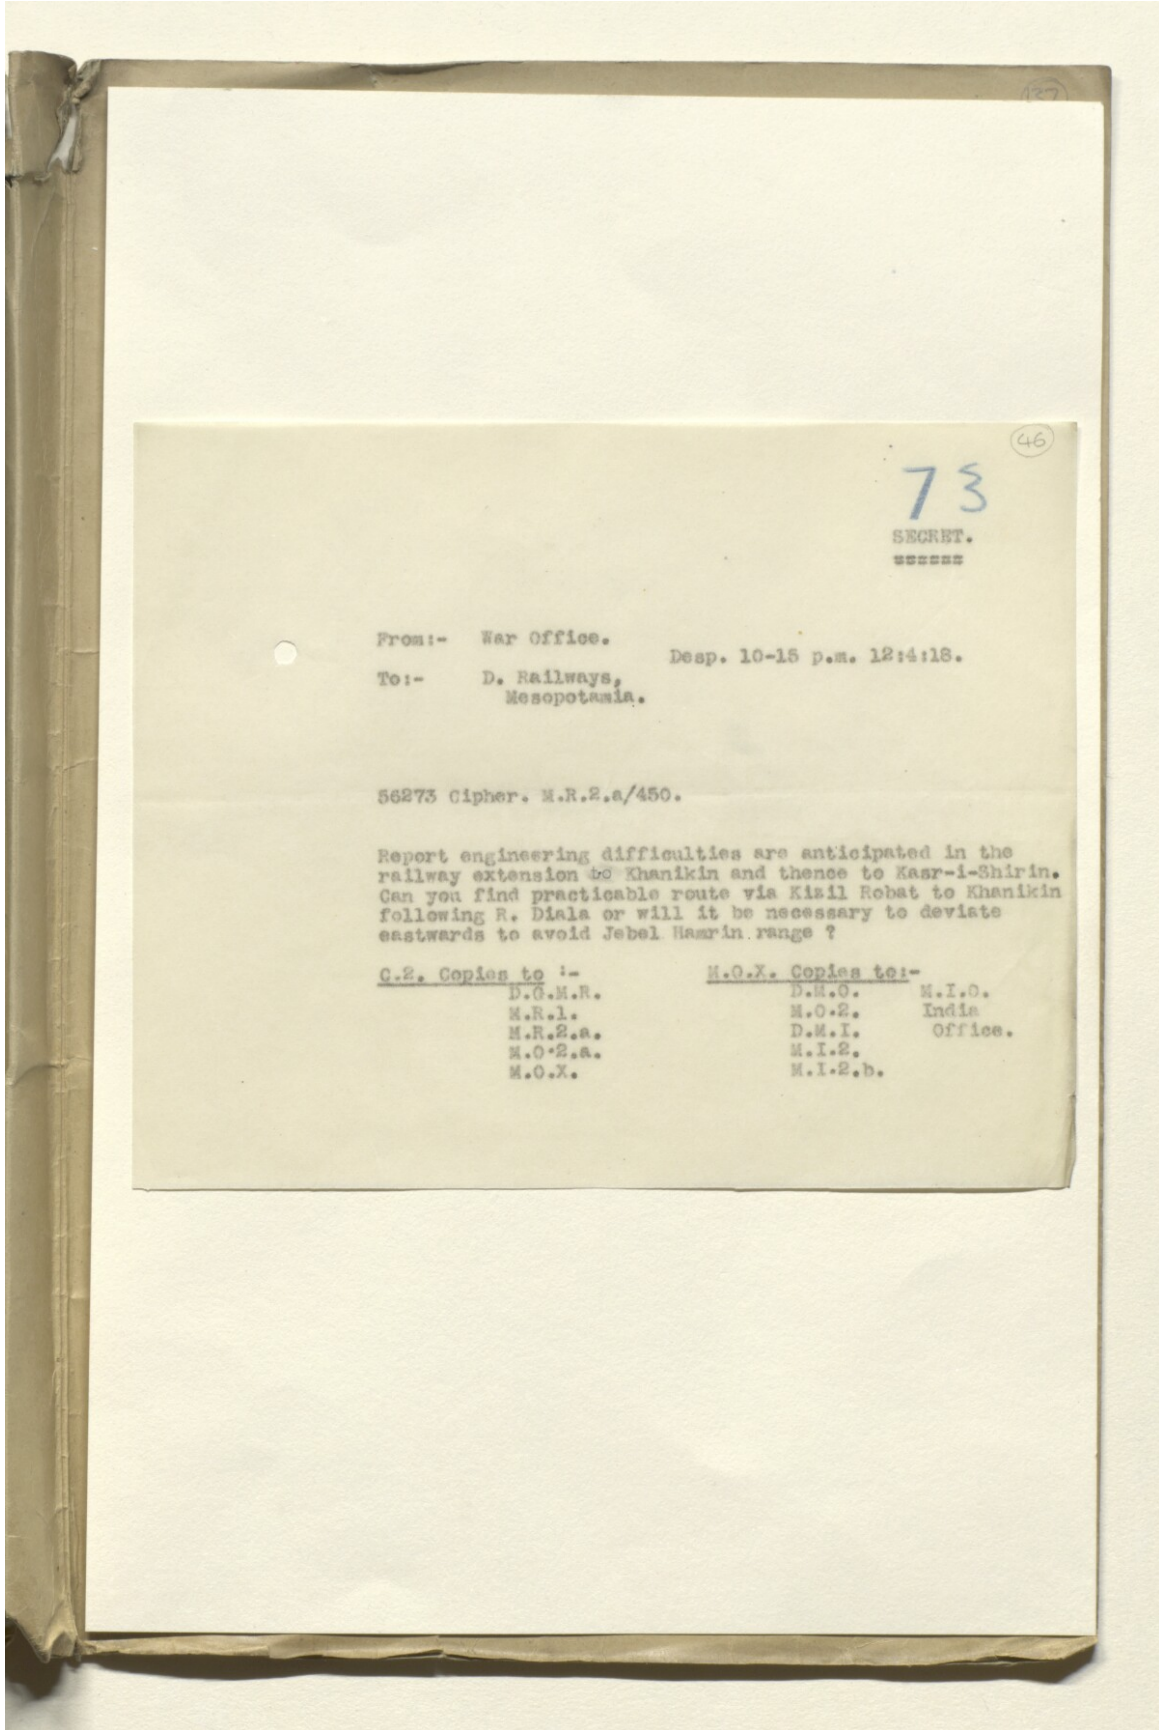 137
46
73
SECRET.
======
From:- War Office.
Desp. 10-15 p.m. 12:4:18.
To:- D. Railways,
Mesopotamia.
56273 Cipher. M.R.2.a/450.
Report engineering difficulties are anticipated in the
railway extension to Khanikin and thence to Kasr-i-Shirin.
Can you find practicable route via Kizil Robat to Khanikin
following R. Diala or will it be necessary to deviate
eastwards to avoid Jebel Hamrin range ?
C.2. Copies to :- M.O.X. Copies to:-
D.G.M.R. D.M.O. M.I.O.
M.R.1. M.O.2. India
M.R.2.a. D.M.I. Office.
M.O.2.a. M.I.2.
M.O.X. M.I.2.b.